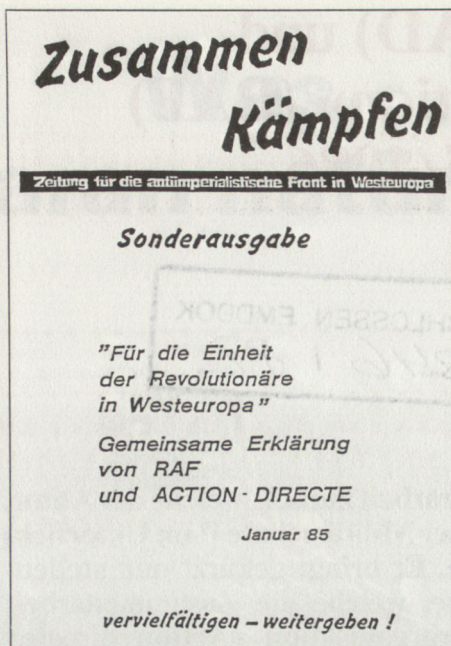 Zusammen
Kämpfen
Zeitung für die antiimperialistische Front in Westeuropa
Sonderausgabe
"Für die Einheit
der Revolutionäre
in Westeuropa"
Gemeinsame Erklärung
von RAF
und ACTION-DIRECTE
Januar 85
vervielfältigen – weitergeben !